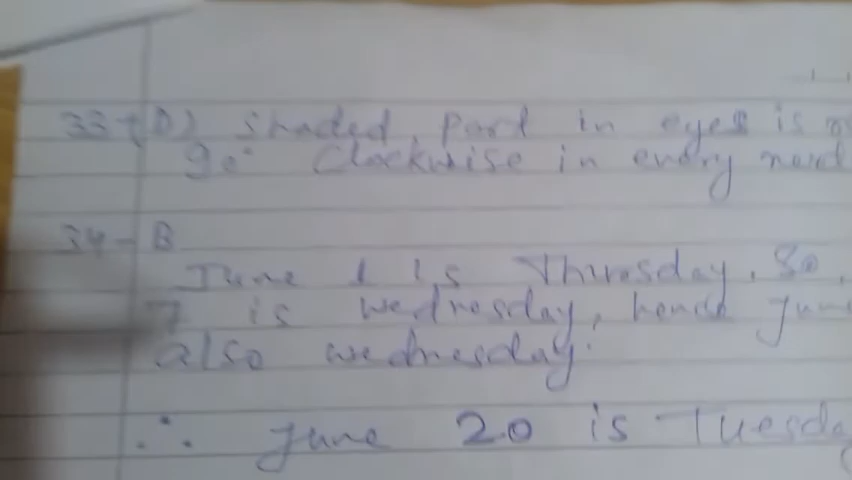 33-(D) Shaded part in eyes is
90° Clockwise in every next
34-B
June 1 is Thursday. So,
7 is wednesday, hence June
also wednesday.
∴ June 20 is Tuesday